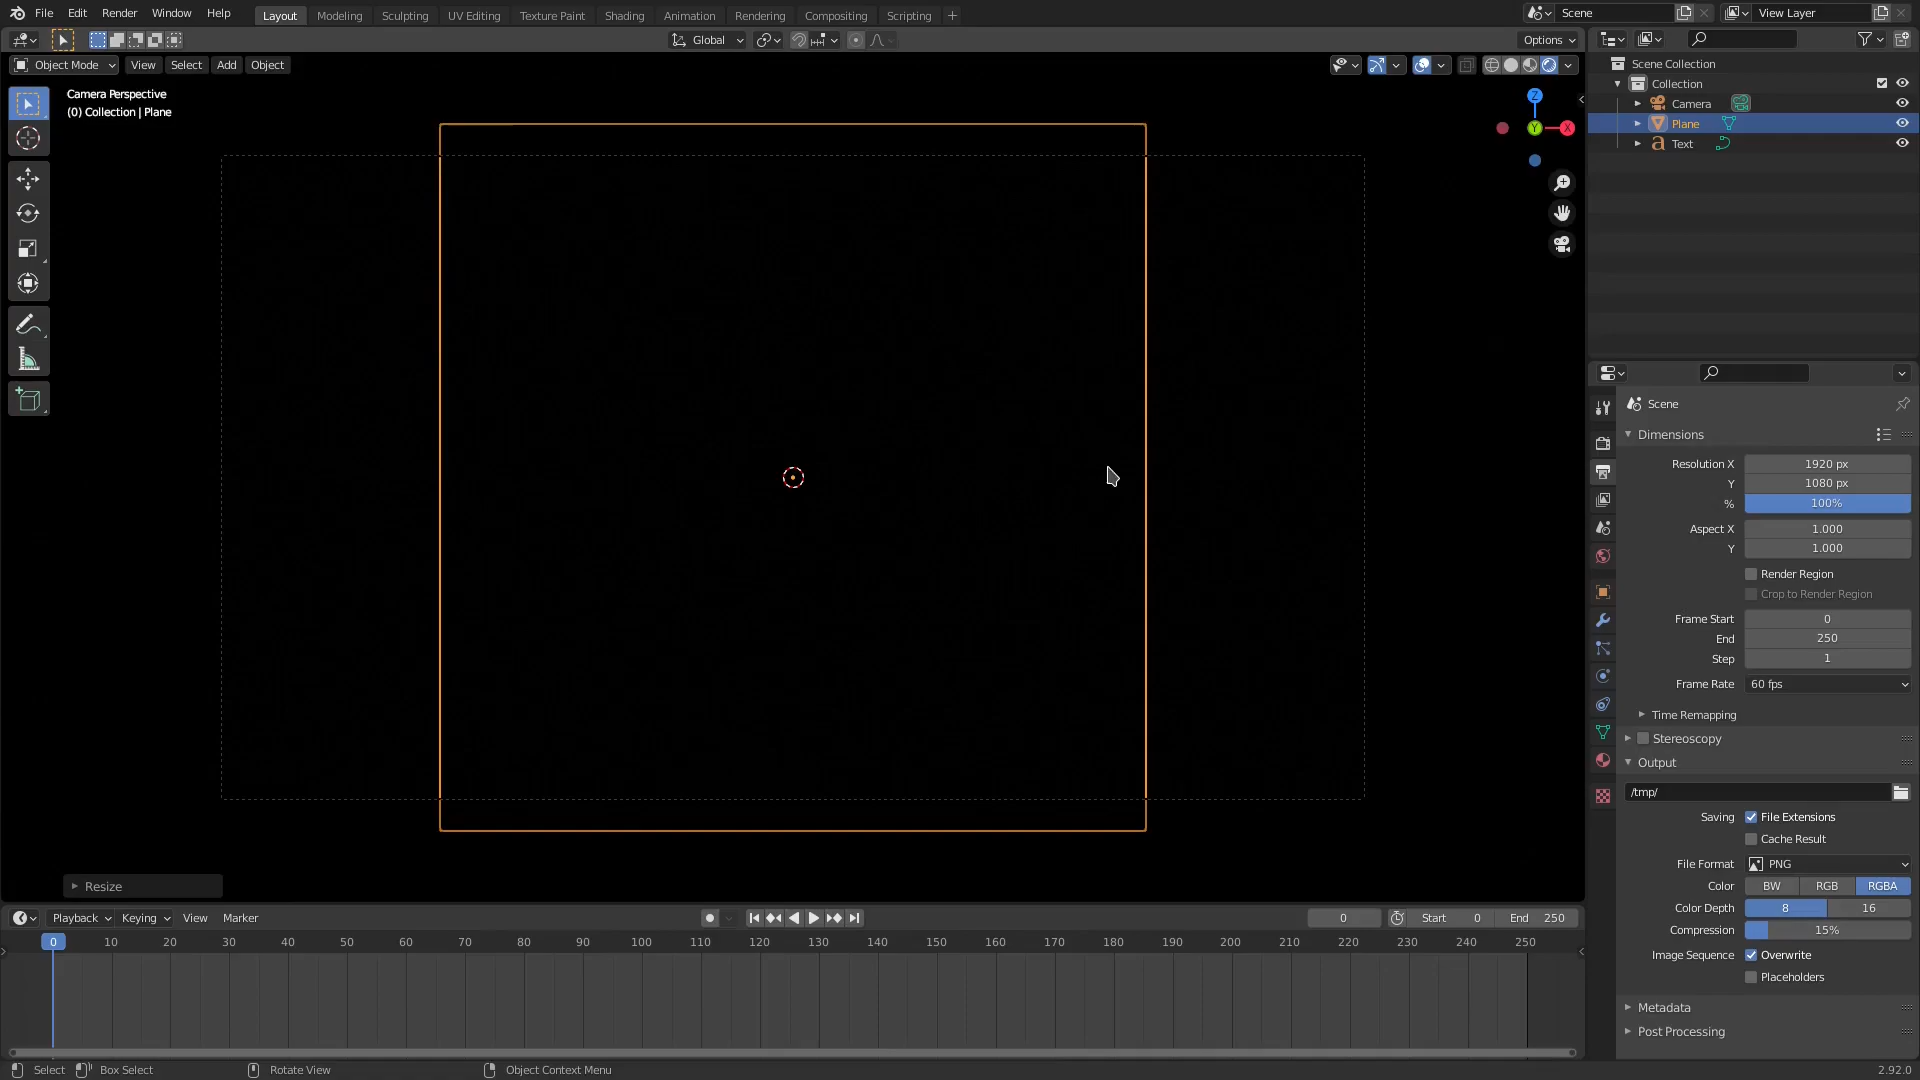 File Edit Render Window Help Layout Modeling Sculpting UV Editing Texture Paint Shading Animation Rendering Compositing Scripting Scene View Layer
Global Options
Object Mode View Select Add Object
Camera Perspective
(0) Collection | Plane
Z
Y
X
Scene Collection
Collection
Camera
Plane
Text
Scene
Dimensions
Resolution X 1920 px
Y 1080 px
% 100%
Aspect X 1.000
Y 1.000
Render Region
Crop to Render Region
Frame Start 0
End 250
Step 1
Frame Rate 60 fps
Time Remapping
Stereoscopy
Output
/tmp/
Saving File Extensions
Cache Result
File Format PNG
Color BW RGB RGBA
Color Depth 8 16
Compression 15%
Image Sequence Overwrite
Placeholders
Metadata
Post Processing
Resize
Playback Keying View Marker 0 Start 0 End 250
0 10 20 30 40 50 60 70 80 90 100 110 120 130 140 150 160 170 180 190 200 210 220 230 240 250
Select Box Select Rotate View Object Context Menu 2.92.0